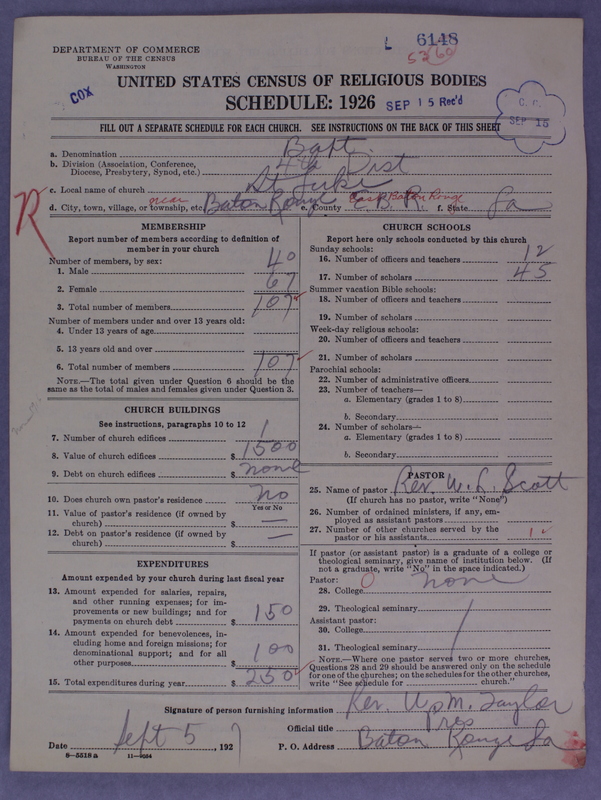 DEPARTMENT OF COMMERCE
BUREAU OF THE CENSUS
WASHINGTON
L 6148
5360
COX
UNITED STATES CENSUS OF RELIGIOUS BODIES
SCHEDULE: 1926
SEP 15 Rec'd
C. C.
SEP 15
FILL OUT A SEPARATE SCHEDULE FOR EACH CHURCH. SEE INSTRUCTIONS ON THE BACK OF THIS SHEET
a. Denomination Bapt
b. Division (Association, Conference, Diocese, Presbytery, Synod, etc.) 4th Dist
c. Local name of church St Luke
d. City, town, village, or township, etc. near Baton Rouge e. County E. B. R. East Baton Rouge f. State La
R
MEMBERSHIP
Report number of members according to definition of
member in your church
Number of members, by sex:
1. Male 40
2. Female 67
3. Total number of members 107
Number of members under and over 13 years old:
4. Under 13 years of age
5. 13 years old and over
6. Total number of members 107
NOTE.—The total given under Question 6 should be the
same as the total of males and females given under Question 3.
CHURCH BUILDINGS
See instructions, paragraphs 10 to 12
7. Number of church edifices 1
8. Value of church edifices $ 1500
9. Debt on church edifices $ none
10. Does church own pastor's residence no
Yes or No
11. Value of pastor's residence (if owned by
church) $ —
12. Debt on pastor's residence (if owned by
church) $ —
EXPENDITURES
Amount expended by your church during last fiscal year
13. Amount expended for salaries, repairs,
and other running expenses; for im-
provements or new buildings; and for
payments on church debt $ 150
14. Amount expended for benevolences, in-
cluding home and foreign missions; for
denominational support; and for all
other purposes $ 100
15. Total expenditures during year $ 250
CHURCH SCHOOLS
Report here only schools conducted by this church
Sunday schools:
16. Number of officers and teachers 12
17. Number of scholars 45
Summer vacation Bible schools:
18. Number of officers and teachers
19. Number of scholars
Week-day religious schools:
20. Number of officers and teachers
21. Number of scholars
Parochial schools:
22. Number of administrative officers
23. Number of teachers—
a. Elementary (grades 1 to 8)
b. Secondary
24. Number of scholars—
a. Elementary (grades 1 to 8)
b. Secondary
PASTOR
25. Name of pastor Rev. W. L. Scott
(If church has no pastor, write "None")
26. Number of ordained ministers, if any, em-
ployed as assistant pastors
27. Number of other churches served by the
pastor or his assistants 1
If pastor (or assistant pastor) is a graduate of a college or
theological seminary, give name of institution below. (If
not a graduate, write "No" in the space indicated.)
Pastor:
28. College 0 none
29. Theological seminary
Assistant pastor:
30. College
31. Theological seminary
NOTE.—Where one pastor serves two or more churches,
Questions 28 and 29 should be answered only on the schedule
for one of the churches; on the schedules for the other churches,
write "See schedule for church."
Signature of person furnishing information Rev. W. M. Taylor
Official title Pres
Date Sept 5, 1927 P. O. Address Baton Rouge La
8—5518 a 11—9064